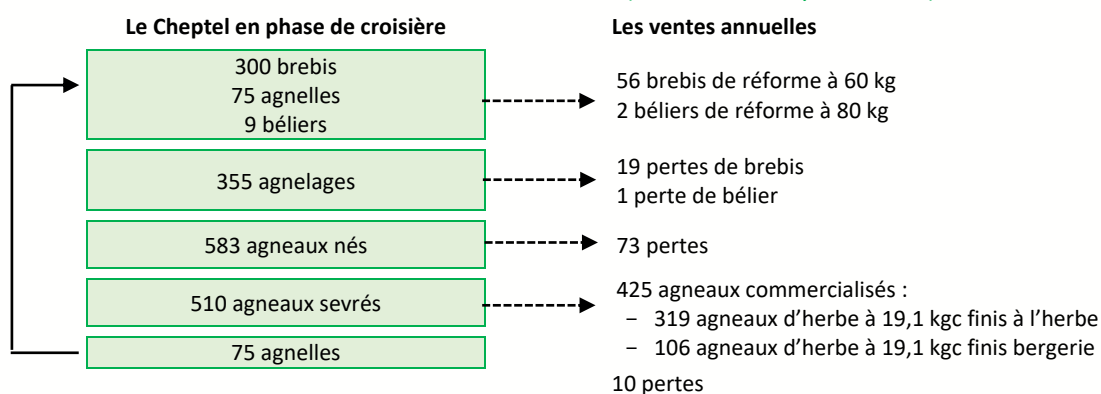 Le Cheptel en phase de croisière
Les ventes annuelles
300 brebis
75 agnelles
9 béliers
56 brebis de réforme à 60 kg
2 béliers de réforme à 80 kg
355 agnelages
19 pertes de brebis
1 perte de bélier
583 agneaux nés
73 pertes
510 agneaux sevrés
425 agneaux commercialisés :
− 319 agneaux d’herbe à 19,1 kgc finis à l’herbe
− 106 agneaux d’herbe à 19,1 kgc finis bergerie
75 agnelles
10 pertes